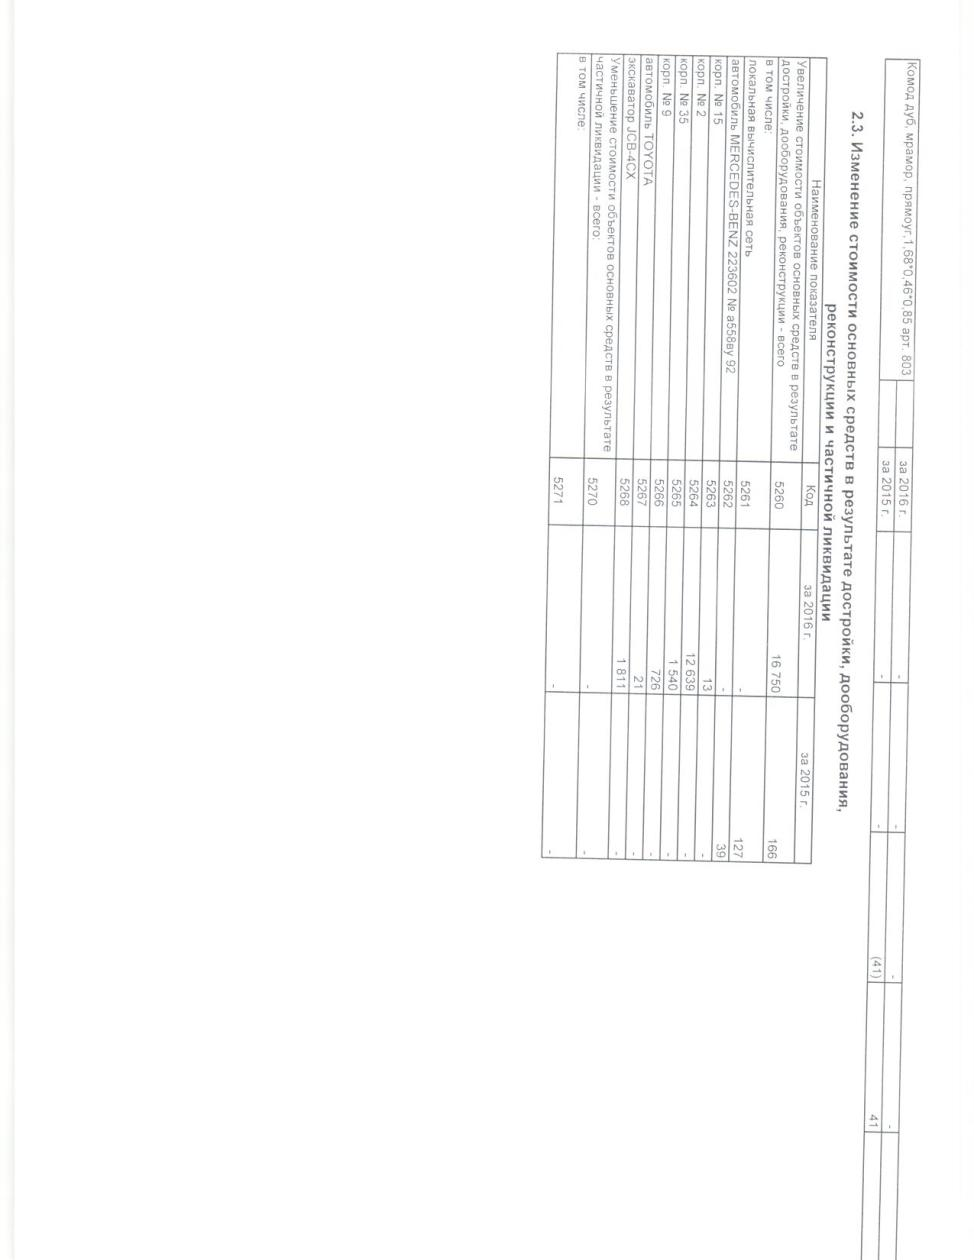 Комод дуб, мрамор, прямоуг,1,68*0,46*0,85 арт. 803 за 2016 г. - - - -
за 2015 г. - - (41) 41
2.3. Изменение стоимости основных средств в результате достройки, дооборудования,
реконструкции и частичной ликвидации
Наименование показателя Код за 2016 г. за 2015 г.
Увеличение стоимости объектов основных средств в результате
достройки, дооборудования, реконструкции - всего 5260 16 750 166
в том числе:
локальная вычислительная сеть 5261 - 127
автомобиль MERCEDES-BENZ 223602 № а558ву 92 5262 - 39
корп. № 15 5263 13 -
корп. № 2 5264 12 639 -
корп. № 35 5265 1 540 -
корп. № 9 5266 726 -
автомобиль TOYOTA 5267 21 -
экскаватор JCB-4CX 5268 1 811 -
Уменьшение стоимости объектов основных средств в результате
частичной ликвидации - всего: 5270 - -
в том числе:
5271 - -